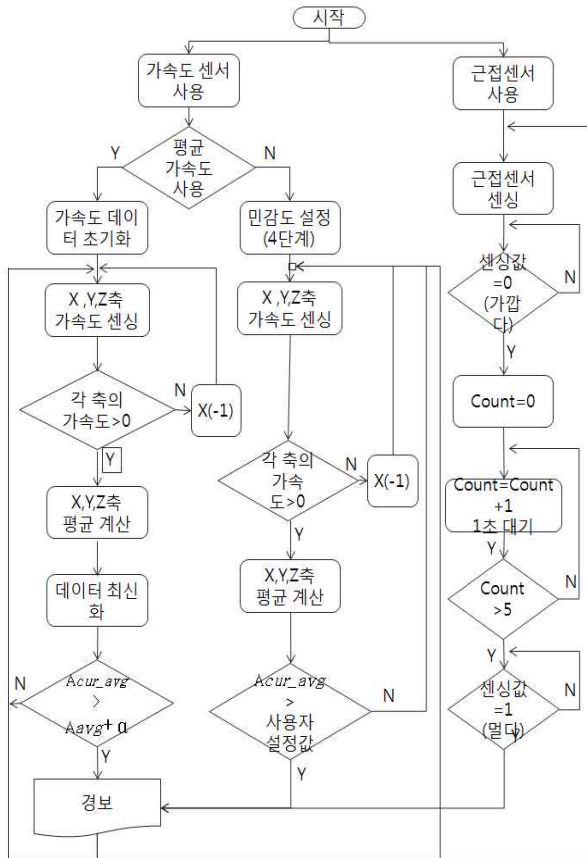 시작
가속도 센서
사용
평균
가속도
사용
Y
N
가속도 데이
터 초기화
민감도 설정
(4단계)
X ,Y,Z축
가속도 센싱
X ,Y,Z축
가속도 센싱
각 축의
가속도>0
N
X(-1)
Y
각 축의
가속
도>0
N
X(-1)
Y
X,Y,Z축
평균 계산
X,Y,Z축
평균 계산
데이터 최신
화
Acur_avg
>
Aavg+α
N
Y
Acur_avg
>
사용자
설정값
N
Y
경보
근접센서
사용
근접센서
센싱
센싱값
=0
(가깝
다)
N
Y
Count=0
Count=Count
+1
1초 대기
Y
Count
>5
N
Y
센싱값
=1
(멀다)
N
Y